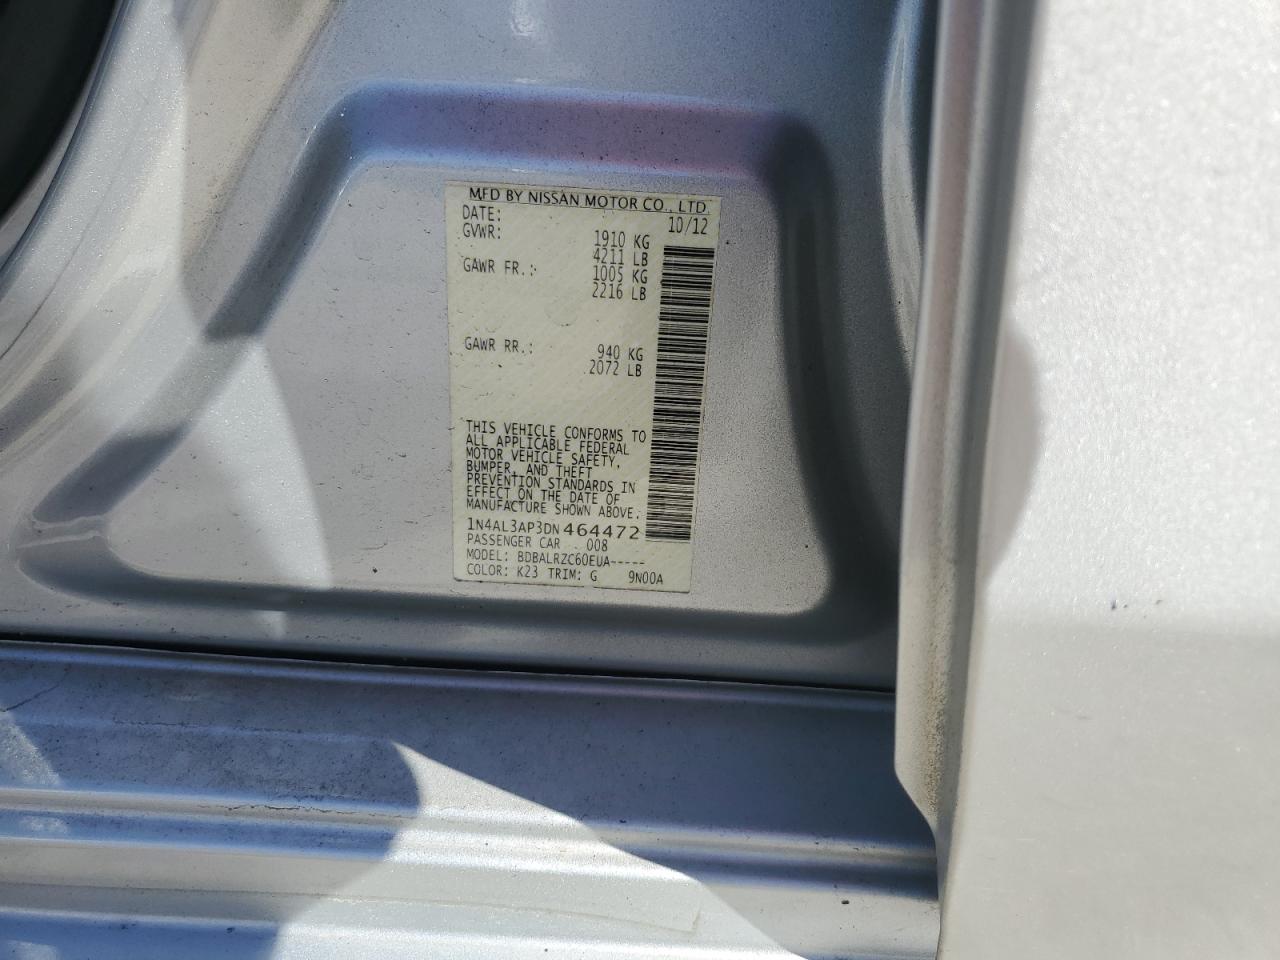 MFD BY NISSAN MOTOR CO., LTD.
DATE: 10/12
GVWR: 1910 KG
4211 LB
GAWR FR.: 1005 KG
2216 LB
GAWR RR.: 940 KG
2072 LB
THIS VEHICLE CONFORMS TO
ALL APPLICABLE FEDERAL
MOTOR VEHICLE SAFETY,
BUMPER, AND THEFT
PREVENTION STANDARDS IN
EFFECT ON THE DATE OF
MANUFACTURE SHOWN ABOVE.
1N4AL3AP3DN464472
PASSENGER CAR 008
MODEL: BDBALRZC60EUA-----
COLOR: K23 TRIM: G 9N00A